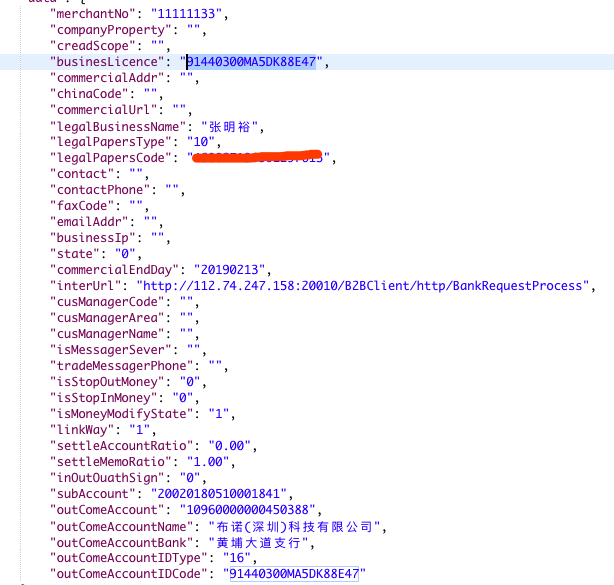 "merchantNo": "11111133",
"companyProperty": "",
"creadScope": "",
"businesLicence": "91440300MA5DK88E47",
"commercialAddr": "",
"chinaCode": "",
"commercialUrl": "",
"legalBusinessName": "张明裕",
"legalPapersType": "10",
"legalPapersCode": "",
"contact": "",
"contactPhone": "",
"faxCode": "",
"emailAddr": "",
"businessIp": "",
"state": "0",
"commercialEndDay": "20190213",
"interUrl": "http://112.74.247.158:20010/B2BClient/http/BankRequestProcess",
"cusManagerCode": "",
"cusManagerArea": "",
"cusManagerName": "",
"isMessagerSever": "",
"tradeMessagerPhone": "",
"isStopOutMoney": "0",
"isStopInMoney": "0",
"isMoneyModifyState": "1",
"linkWay": "1",
"settleAccountRatio": "0.00",
"settleMemoRatio": "1.00",
"inOutOuathSign": "0",
"subAccount": "20020180510001841",
"outComeAccount": "10960000000450388",
"outComeAccountName": "布诺(深圳)科技有限公司",
"outComeAccountBank": "黄埔大道支行",
"outComeAccountIDType": "16",
"outComeAccountIDCode": "91440300MA5DK88E47"